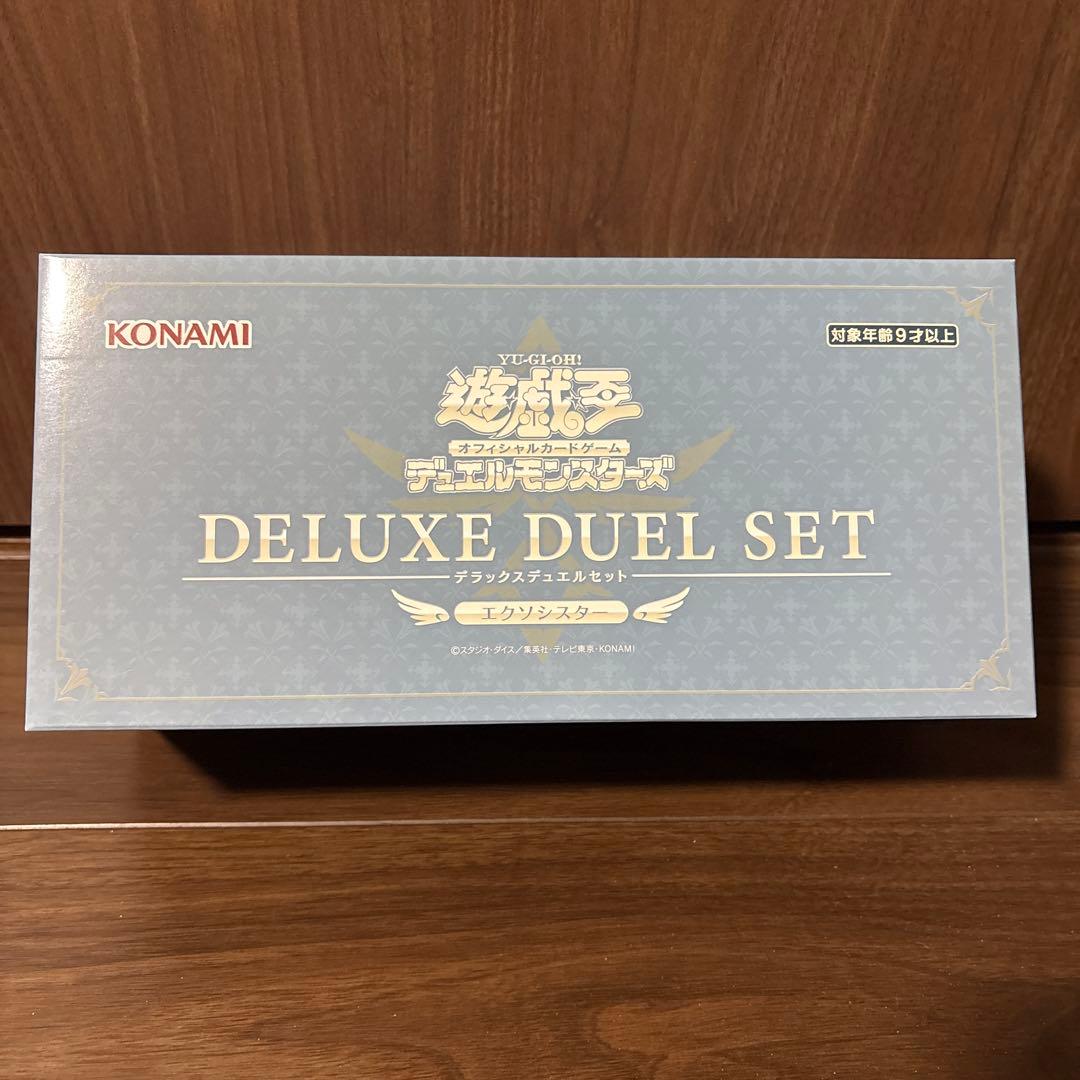 KONAMI
対象年齢9才以上
YU-GI-OH!
遊戯王
オフィシャルカードゲーム
デュエルモンスターズ
DELUXE DUEL SET
デラックスデュエルセット
エクソシスター
©スタジオ・ダイス/集英社・テレビ東京・KONAMI